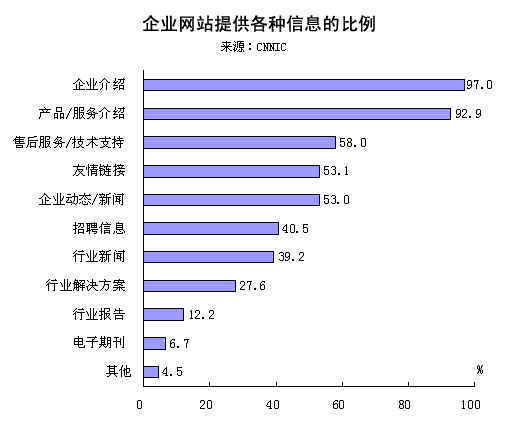 企业网站提供各种信息的比例
来源：CNNIC
企业介绍 97.0
产品/服务介绍 92.9
售后服务/技术支持 58.0
友情链接 53.1
企业动态/新闻 53.0
招聘信息 40.5
行业新闻 39.2
行业解决方案 27.6
行业报告 12.2
电子期刊 6.7
其他 4.5
%
0 20 40 60 80 100